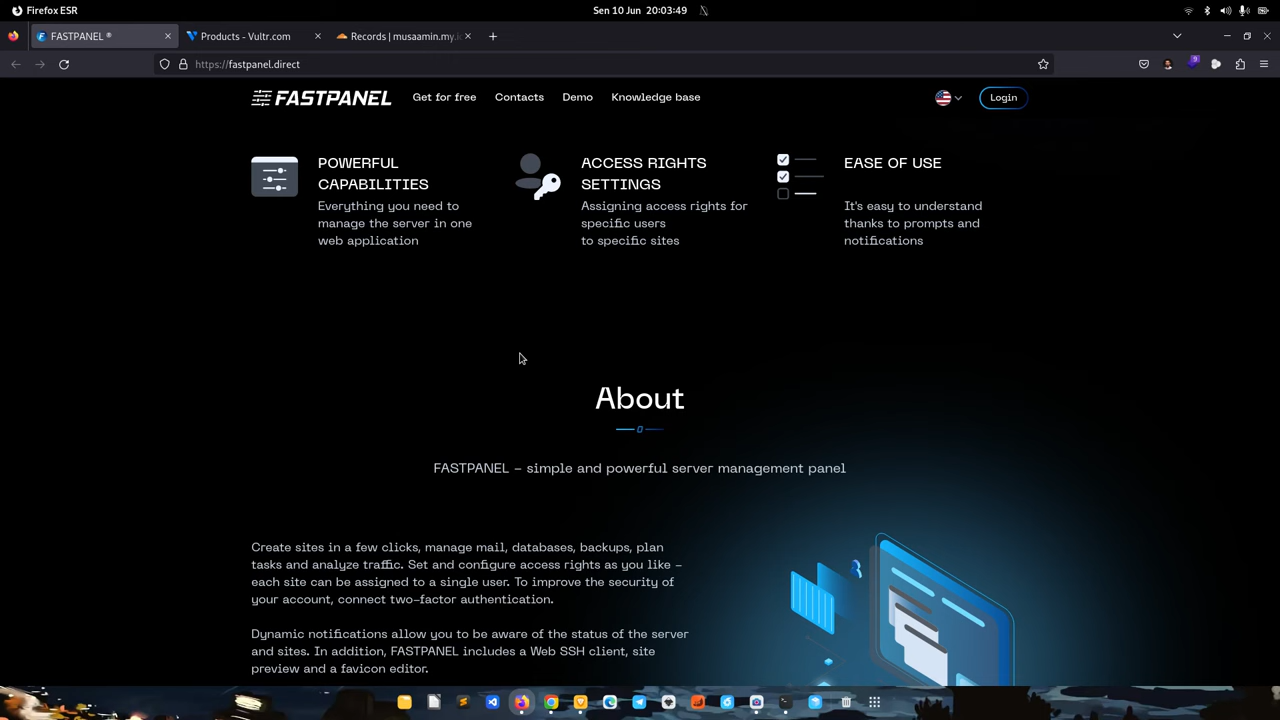 Firefox ESR
Sen 10 Jun 20:03:49
FASTPANEL ®
Products - Vultr.com
Records | musaamin.my.i
https://fastpanel.direct
9
FASTPANEL
Get for free
Contacts
Demo
Knowledge base
Login
POWERFUL
CAPABILITIES
Everything you need to
manage the server in one
web application
ACCESS RIGHTS
SETTINGS
Assigning access rights for
specific users
to specific sites
EASE OF USE
It's easy to understand
thanks to prompts and
notifications
About
FASTPANEL – simple and powerful server management panel
Create sites in a few clicks, manage mail, databases, backups, plan
tasks and analyze traffic. Set and configure access rights as you like –
each site can be assigned to a single user. To improve the security of
your account, connect two-factor authentication.
Dynamic notifications allow you to be aware of the status of the server
and sites. In addition, FASTPANEL includes a Web SSH client, site
preview and a favicon editor.